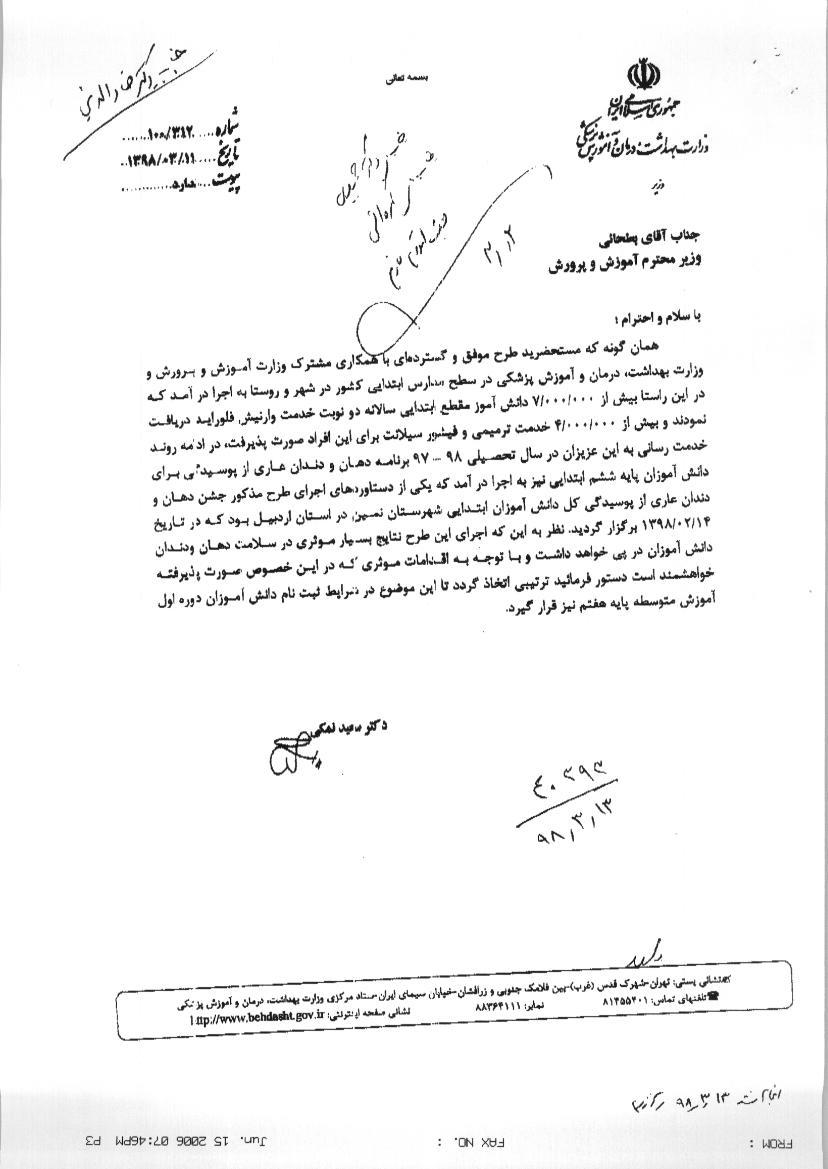 بسمه تعالی
جمهوری اسلامی ایران
وزارت بهداشت، درمان و آموزش پزشکی
وزیر
شماره.....۱۰۰/۳۴۲......
تاریخ.....۱۳۹۸/۰۳/۱۱..
پیوست....ندارد............
جناب آقای بطحائی
وزیر محترم آموزش و پرورش
با سلام و احترام ؛
همان گونه که مستحضرید طرح موفق و گسترده‌ای با همکاری مشترک وزارت آموزش و پرورش و
وزارت بهداشت، درمان و آموزش پزشکی در سطح مدارس ابتدایی کشور در شهر و روستا به اجرا در آمد که
در این راستا بیش از ۷/۰۰۰/۰۰۰ دانش آموز مقطع ابتدایی سالانه دو نوبت خدمت وارنیش فلوراید دریافت
نمودند و بیش از ۴/۰۰۰/۰۰۰ خدمت ترمیمی و فیشور سیلانت برای این افراد صورت پذیرفت، در ادامه روند
خدمت رسانی به این عزیزان در سال تحصیلی ۹۸ - ۹۷ برنامه دهان و دندان عاری از پوسیدگی برای
دانش آموزان پایه ششم ابتدایی نیز به اجرا در آمد که یکی از دستاوردهای اجرای طرح مذکور جشن دهان و
دندان عاری از پوسیدگی کل دانش آموزان ابتدایی شهرستان نمین در استان اردبیل بود که در تاریخ
۱۳۹۸/۰۲/۱۴ برگزار گردید. نظر به این که اجرای این طرح نتایج بسیار موثری در سلامت دهان ودندان
دانش آموزان در پی خواهد داشت و با توجه به اقدامات موثری که در این خصوص صورت پذیرفته
خواهشمند است دستور فرمائید ترتیبی اتخاذ گردد تا این موضوع در شرایط ثبت نام دانش آموزان دوره اول
آموزش متوسطه پایه هفتم نیز قرار گیرد.
دکتر سعید نمکی
۴۰۳۹۳
۹۸,۳,۱۳
نشانی پستی: تهران-شهرک قدس (غرب)-بین فلامک جنوبی و زرافشان-خیابان سیمای ایران-ستاد مرکزی وزارت بهداشت، درمان و آموزش پزشکی
تلفنهای تماس: ۸۱۴۵۵۴۰۱ نمابر: ۸۸۳۶۴۱۱۱ نشانی صفحه اینترنتی: http://www.behdasht.gov.ir
۹۸,۳,۱۳
FROM : FAX NO. : Jun. 15 2006 07:46PM P3